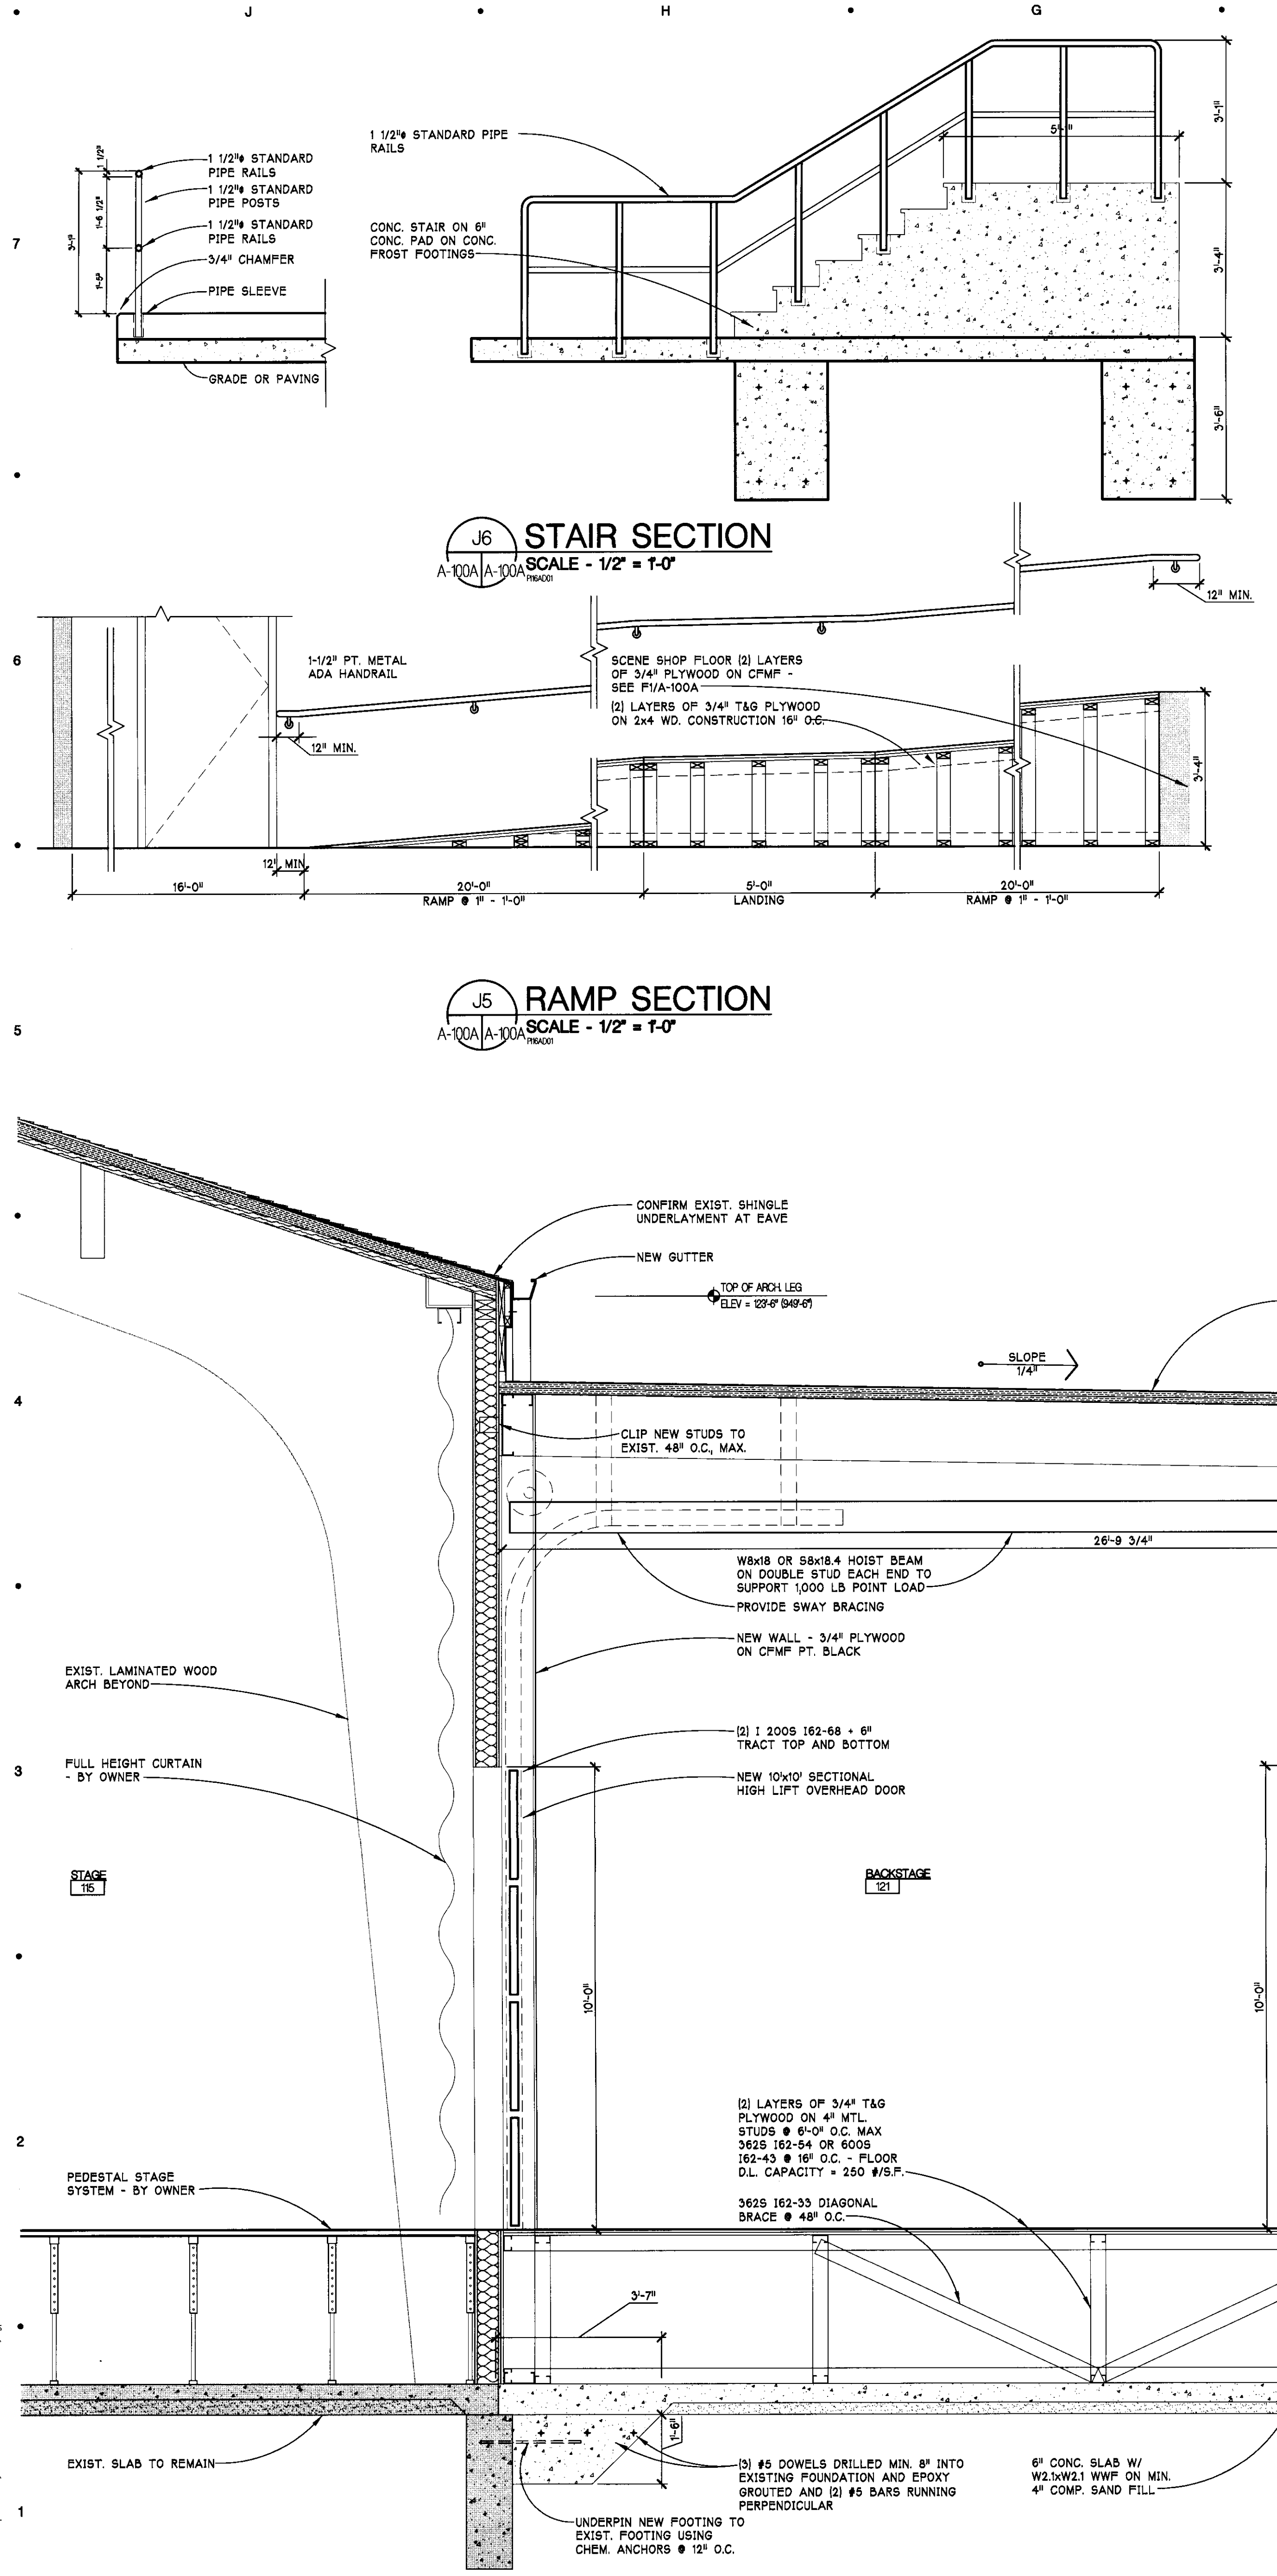 J
H
G
1 1/2"ø STANDARD PIPE
RAILS
1 1/2"ø STANDARD
PIPE RAILS
1 1/2"ø STANDARD
PIPE POSTS
1 1/2"ø STANDARD
PIPE RAILS
3/4" CHAMFER
PIPE SLEEVE
GRADE OR PAVING
1 1/2"
1'-6 1/2"
3'-1"
1'-5"
7
CONC. STAIR ON 6"
CONC. PAD ON CONC.
FROST FOOTINGS
3'-1"
3'-4"
3'-6"
J6
STAIR SECTION
A-100A
A-100A
SCALE - 1/2" = 1'-0"
P116AD01
12" MIN.
6
1-1/2" PT. METAL
ADA HANDRAIL
SCENE SHOP FLOOR (2) LAYERS
OF 3/4" PLYWOOD ON CFMF -
SEE F1/A-100A
(2) LAYERS OF 3/4" T&G PLYWOOD
ON 2x4 WD. CONSTRUCTION 16" O.C.
12" MIN.
3'-4"
12" MIN
16'-0"
20'-0"
RAMP @ 1" - 1'-0"
5'-0"
LANDING
20'-0"
RAMP @ 1" - 1'-0"
J5
RAMP SECTION
A-100A
A-100A
SCALE - 1/2" = 1'-0"
P116AD01
5
CONFIRM EXIST. SHINGLE
UNDERLAYMENT AT EAVE
NEW GUTTER
TOP OF ARCH. LEG
ELEV = 123'-6" (949'-6")
SLOPE
1/4"
4
CLIP NEW STUDS TO
EXIST. 48" O.C., MAX.
26'-9 3/4"
W8x18 OR S8x18.4 HOIST BEAM
ON DOUBLE STUD EACH END TO
SUPPORT 1,000 LB POINT LOAD
PROVIDE SWAY BRACING
NEW WALL - 3/4" PLYWOOD
ON CFMF PT. BLACK
EXIST. LAMINATED WOOD
ARCH BEYOND
(2) I 200S 162-68 + 6"
TRACT TOP AND BOTTOM
3
FULL HEIGHT CURTAIN
- BY OWNER
NEW 10'x10' SECTIONAL
HIGH LIFT OVERHEAD DOOR
STAGE
115
BACKSTAGE
121
10'-0"
10'-0"
(2) LAYERS OF 3/4" T&G
PLYWOOD ON 4" MTL.
STUDS @ 6'-0" O.C. MAX
362S 162-54 OR 600S
162-43 @ 16" O.C. - FLOOR
D.L. CAPACITY = 250 #/S.F.
2
PEDESTAL STAGE
SYSTEM - BY OWNER
362S 162-33 DIAGONAL
BRACE @ 48" O.C.
3'-7"
1'-6"
EXIST. SLAB TO REMAIN
(3) #5 DOWELS DRILLED MIN. 8" INTO
EXISTING FOUNDATION AND EPOXY
GROUTED AND (2) #5 BARS RUNNING
PERPENDICULAR
6" CONC. SLAB W/
W2.1xW2.1 WWF ON MIN.
4" COMP. SAND FILL
1
UNDERPIN NEW FOOTING TO
EXIST. FOOTING USING
CHEM. ANCHORS @ 12" O.C.